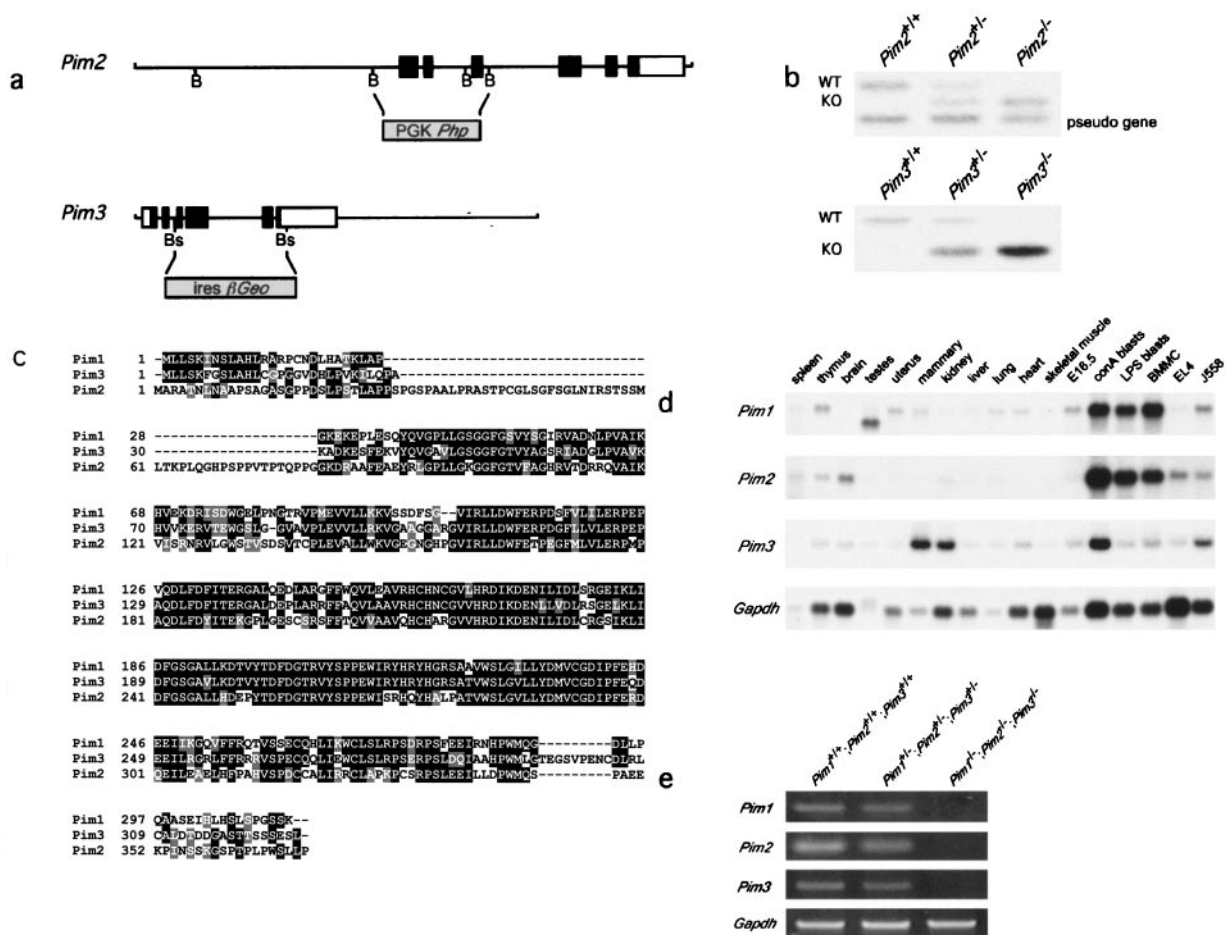 a
Pim2
B
B
B
B
PGK Php
Pim3
Bs
Bs
ires βGeo
b
Pim2+/+
Pim2+/-
Pim2-/-
WT
KO
pseudo gene
Pim3+/+
Pim3+/-
Pim3-/-
WT
KO
c
Pim1 1 -MLLSKINSLAHLRARPCNDLHATKLAP--------------------------------
Pim3 1 -MLLSKFGSLAHLCGPGGVDHLPVKILQPA------------------------------
Pim2 1 MARATNLNAAPSAGASGPPDSLPSTLAPPSPGSPAALPRASTPCGLSGFSGLNIRSTSSM
Pim1 28 --------------------GKEKEPLESQYQVGPLLGSGGFGSVYSGIRVADNLPVAIK
Pim3 30 --------------------KADKESFEKVYQVGAVLGSGGFGTVYAGSRIADGLPVAVK
Pim2 61 LTKPLQGHPSPPVTPTQPPGGKDRAAFEAEYRLGPLLGKGGFGTVFAGHRVTDRRQVAIK
Pim1 68 HVEKDRISDWGELPNGTRVPMEVVLLKKVSSDFSG--VIRLLDWFERPDSFVLILERPEP
Pim3 70 HVVKERVTEWGSLG-GVAVPLEVVLLRKVGAAGGARGVIRLLDWFERPDGFLLVLERPEP
Pim2 121 VISRNRVLGWSTVSDSVTCPLEVALLWKVGEGNGHPGVIRLLDWFETPEGFMLVLERPMP
Pim1 126 VQDLFDFITERGALQEDLARGFFWQVLEAVRHCHNCGVLHRDIKDENILIDLSRGEIKLI
Pim3 129 AQDLFDFITERGALDEPLARRFFAQVLAAVRHCHNCGVVHRDIKDENLLVDLRSGELKLI
Pim2 181 AQDLFDYITEKGPLGESCSRSFFTQVVAAVQHCHARGVVHRDIKDENILIDLCRGSIKLI
Pim1 186 DFGSGALLKDTVYTDFDGTRVYSPPEWIRYHRYHGRSAAVWSLGILLYDMVCGDIPFEHD
Pim3 189 DFGSGAVLKDTVYTDFDGTRVYSPPEWIRYHRYHGRSATVWSLGVLLYDMVCGDIPFEQD
Pim2 241 DFGSGALLHDEPYTDFDGTRVYSPPEWISRHQYHALPATVWSLGVLLYDMVCGDIPFERD
Pim1 246 EEIIKGQVFFRQTVSSECQHLIKWCLSLRPSDRPSFEEIRNHPWMQG---------DLLP
Pim3 249 EEILRGRLFFRRRVSPECQQLIEWCLSLRPSERPSLDQIAAHPWMLGTEGSVPENCDLRL
Pim2 301 QEILEAELHFPAHVSPDCCALIRRCLAPKPCSRPSLEEILLDPWMQS---------PAEE
Pim1 297 QAASEIHLHSLSPGSSK--
Pim3 309 CALDTDDGASTTSSSESL-
Pim2 352 KPINSSKGSPTPLPWSLLP
d
spleen
thymus
brain
testes
uterus
mammary
kidney
liver
lung
heart
skeletal muscle
E16.5
conA blasts
LPS blasts
BMMC
EL4
J558
Pim1
Pim2
Pim3
Gapdh
e
Pim1+/+;Pim2+/+;Pim3+/+
Pim1+/-;Pim2+/-;Pim3+/-
Pim1-/-;Pim2-/-;Pim3-/-
Pim1
Pim2
Pim3
Gapdh